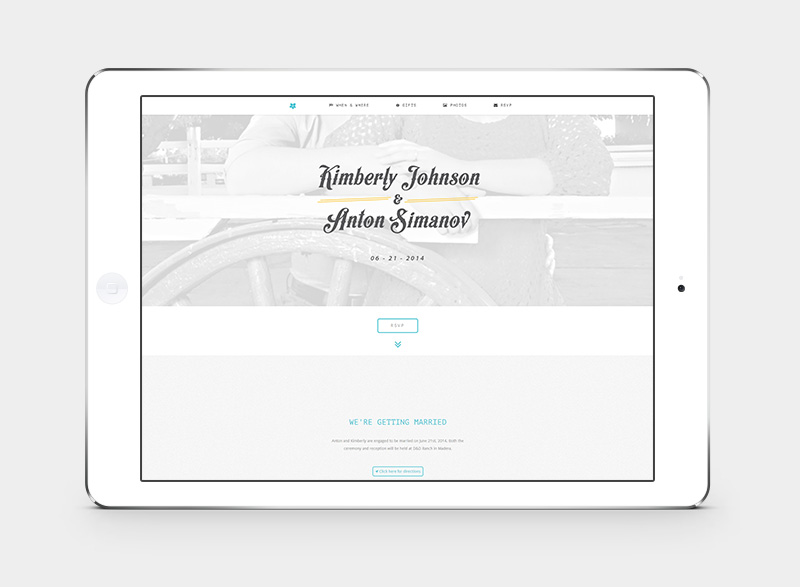 WHEN & WHERE GIFTS PHOTOS RSVP
Kimberly Johnson
&
Anton Simanov
06 - 21 - 2014
RSVP
WE'RE GETTING MARRIED
Anton and Kimberly are engaged to be married on June 21st, 2014. Both the
ceremony and reception will be held at D&D Ranch in Madera.
Click here for directions